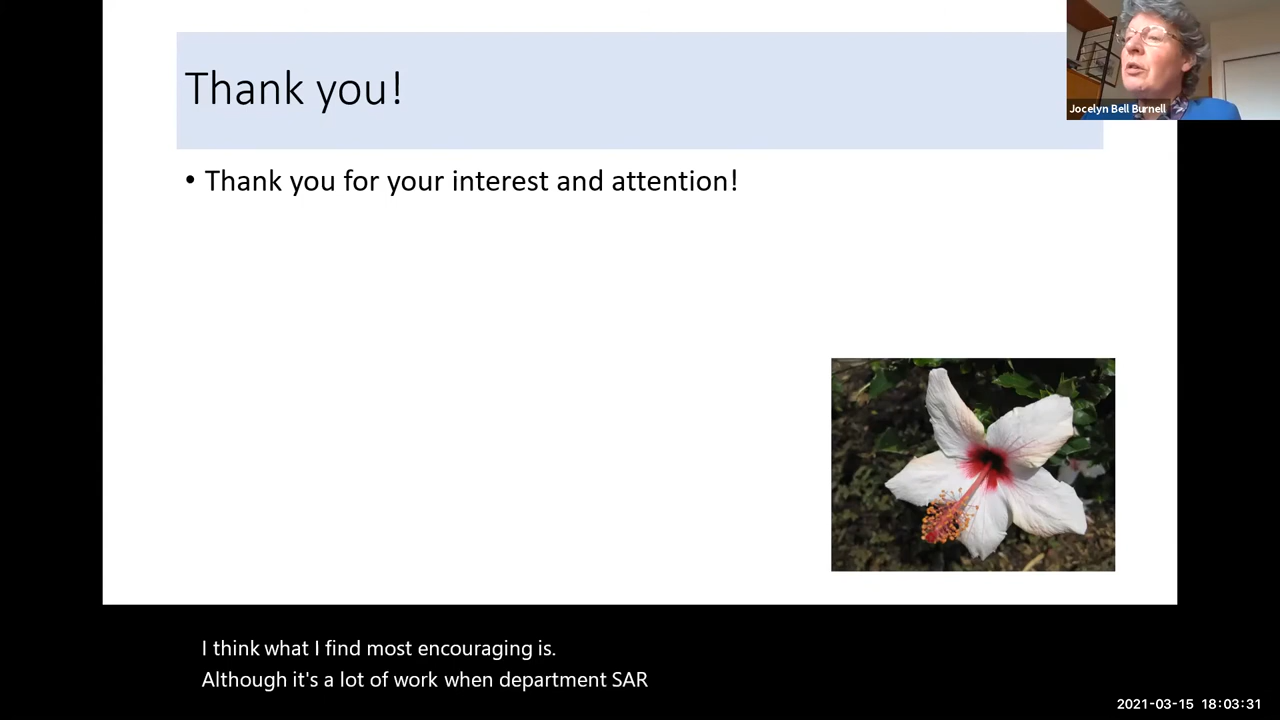 Thank you!
Jocelyn Bell Burnell
• Thank you for your interest and attention!
I think what I find most encouraging is.
Although it's a lot of work when department SAR
2021-03-15 18:03:31